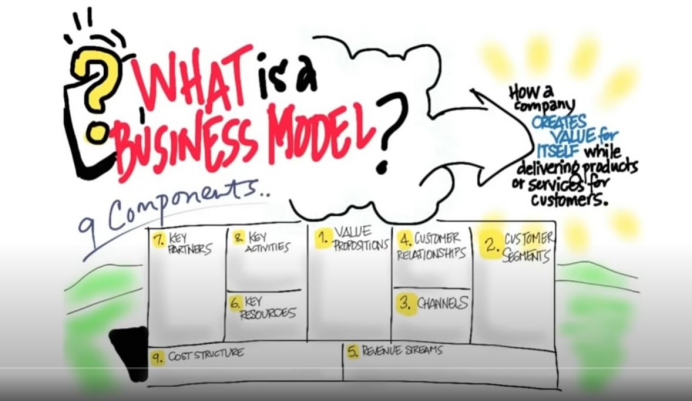 WHAT is a
BUSINESS MODEL?
How a
company
CREATES
VALUE for
ITSELF while
delivering products
or services for
customers.
9 Components..
7. KEY
PARTNERS
8. KEY
ACTIVITIES
6. KEY
RESOURCES
1. VALUE
PROPOSITIONS
4. CUSTOMER
RELATIONSHIPS
3. CHANNELS
2. CUSTOMER
SEGMENTS
9. COST STRUCTURE
5. REVENUE STREAMS